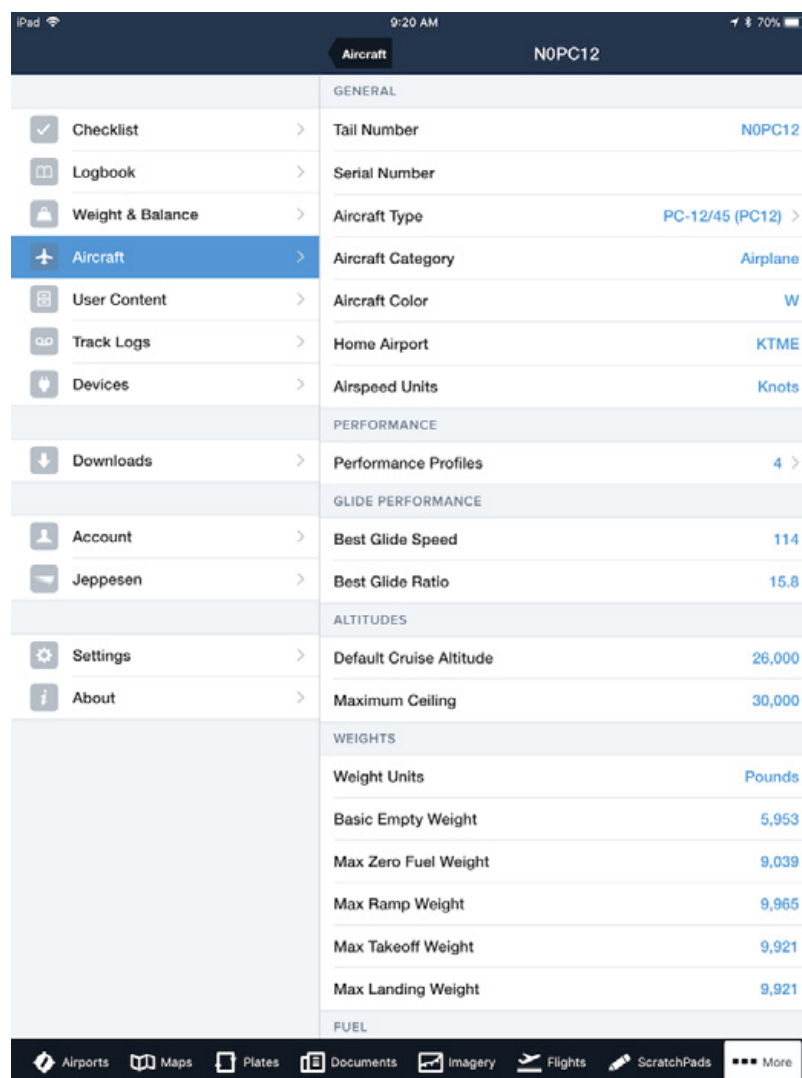 iPad 9:20 AM 70%
Aircraft N0PC12
Checklist
Logbook
Weight & Balance
Aircraft
User Content
Track Logs
Devices
Downloads
Account
Jeppesen
Settings
About
GENERAL
Tail Number N0PC12
Serial Number
Aircraft Type PC-12/45 (PC12)
Aircraft Category Airplane
Aircraft Color W
Home Airport KTME
Airspeed Units Knots
PERFORMANCE
Performance Profiles 4
GLIDE PERFORMANCE
Best Glide Speed 114
Best Glide Ratio 15.8
ALTITUDES
Default Cruise Altitude 26,000
Maximum Ceiling 30,000
WEIGHTS
Weight Units Pounds
Basic Empty Weight 5,953
Max Zero Fuel Weight 9,039
Max Ramp Weight 9,965
Max Takeoff Weight 9,921
Max Landing Weight 9,921
FUEL
Airports Maps Plates Documents Imagery Flights ScratchPads More